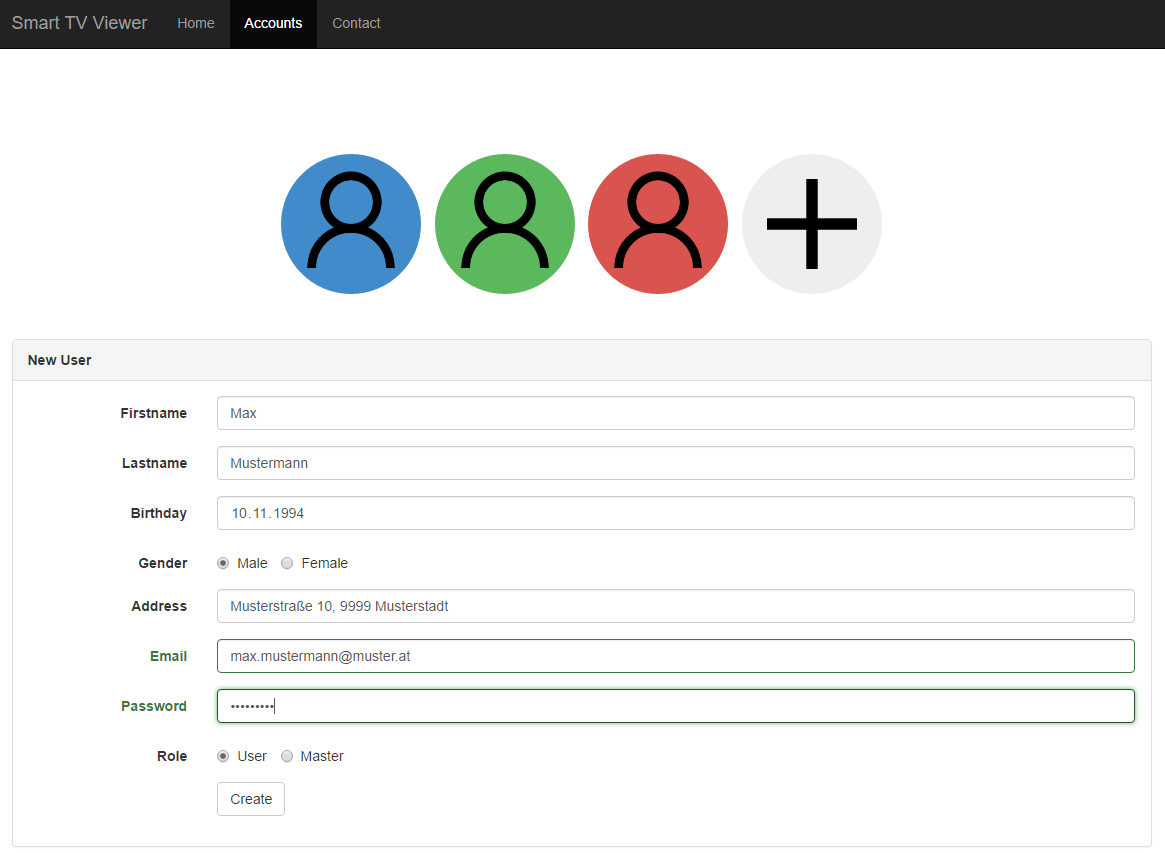 Smart TV Viewer Home Accounts Contact
New User
Firstname Max
Lastname Mustermann
Birthday 10.11.1994
Gender Male Female
Address Musterstraße 10, 9999 Musterstadt
Email max.mustermann@muster.at
Password •••••••••
Role User Master
Create